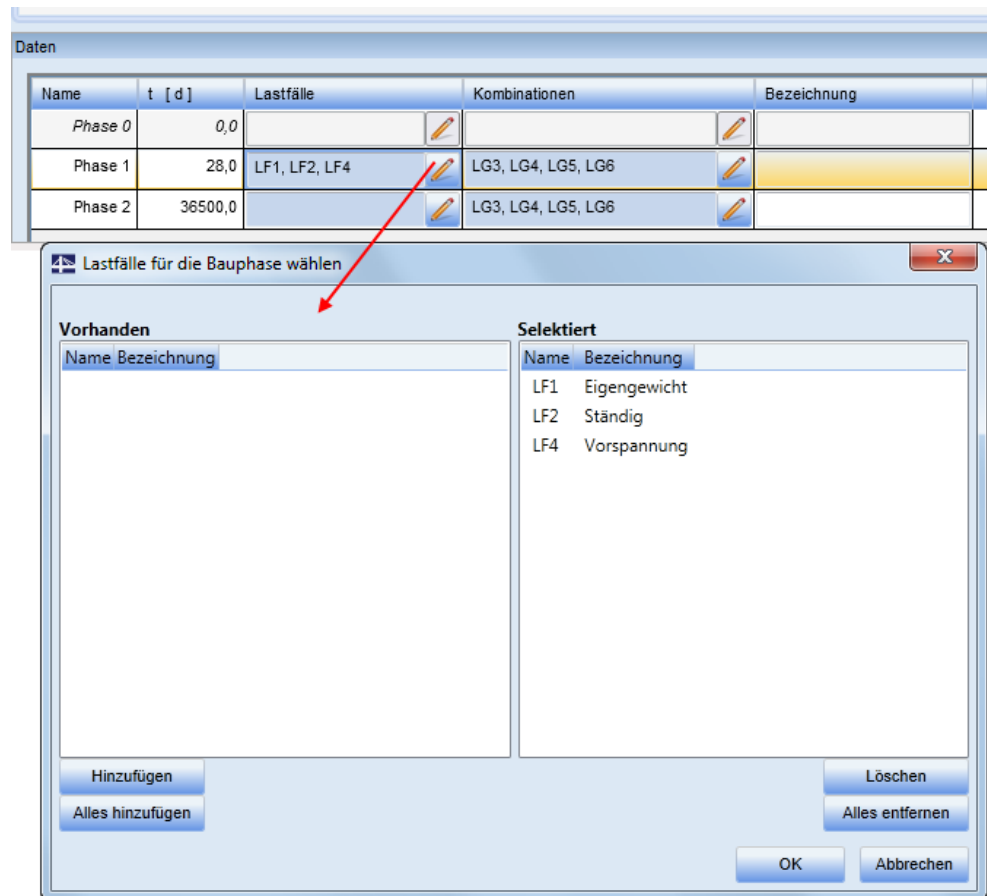 Daten
Name t [d] Lastfälle Kombinationen Bezeichnung
Phase 0 0,0
Phase 1 28,0 LF1, LF2, LF4 LG3, LG4, LG5, LG6
Phase 2 36500,0 LG3, LG4, LG5, LG6
Lastfälle für die Bauphase wählen
Vorhanden Selektiert
Name Bezeichnung Name Bezeichnung
LF1 Eigengewicht
LF2 Ständig
LF4 Vorspannung
Hinzufügen Löschen
Alles hinzufügen Alles entfernen
OK Abbrechen